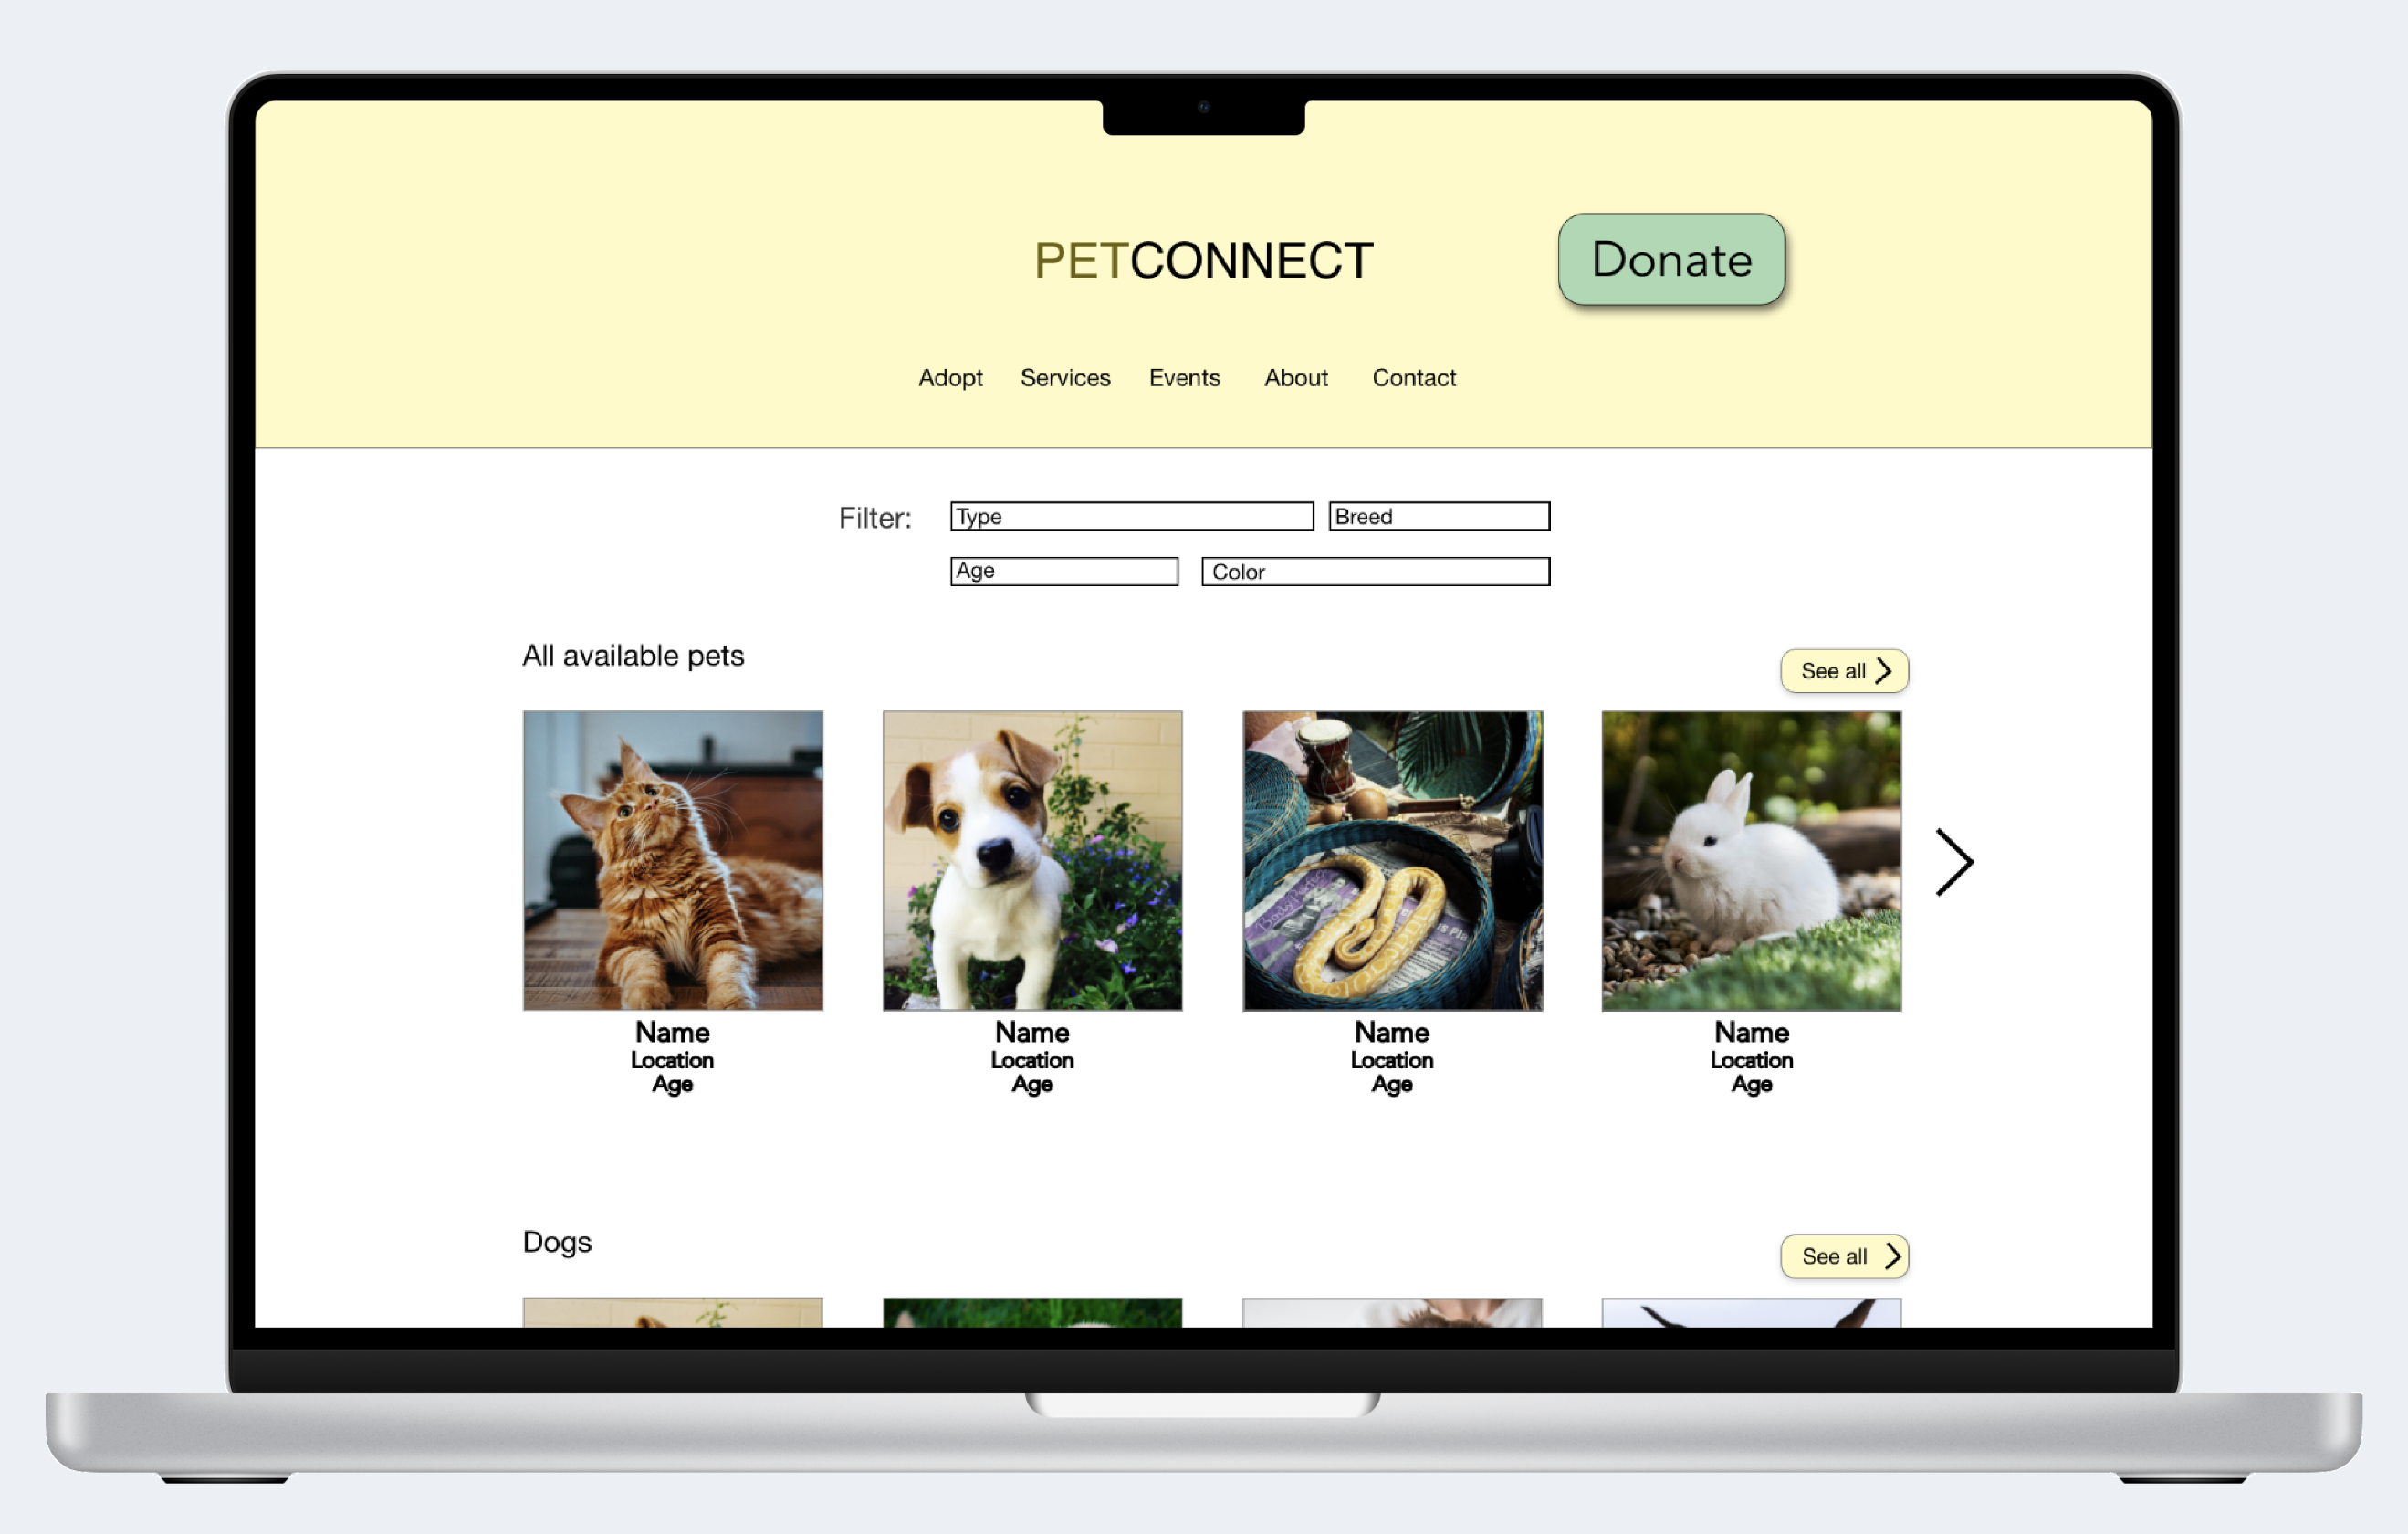 PETCONNECT
Donate
Adopt Services Events About Contact
Filter: Type Breed
Age Color
All available pets
See all
Name Name Name Name
Location Location Location Location
Age Age Age Age
Dogs
See all